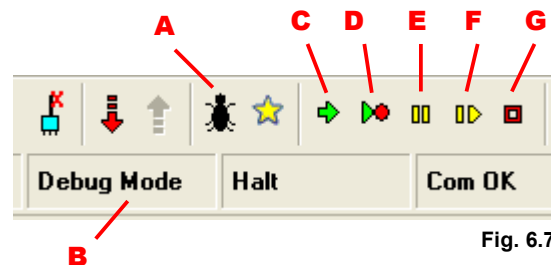 A C D E F G
Debug Mode Halt Com OK
B
Fig. 6.7